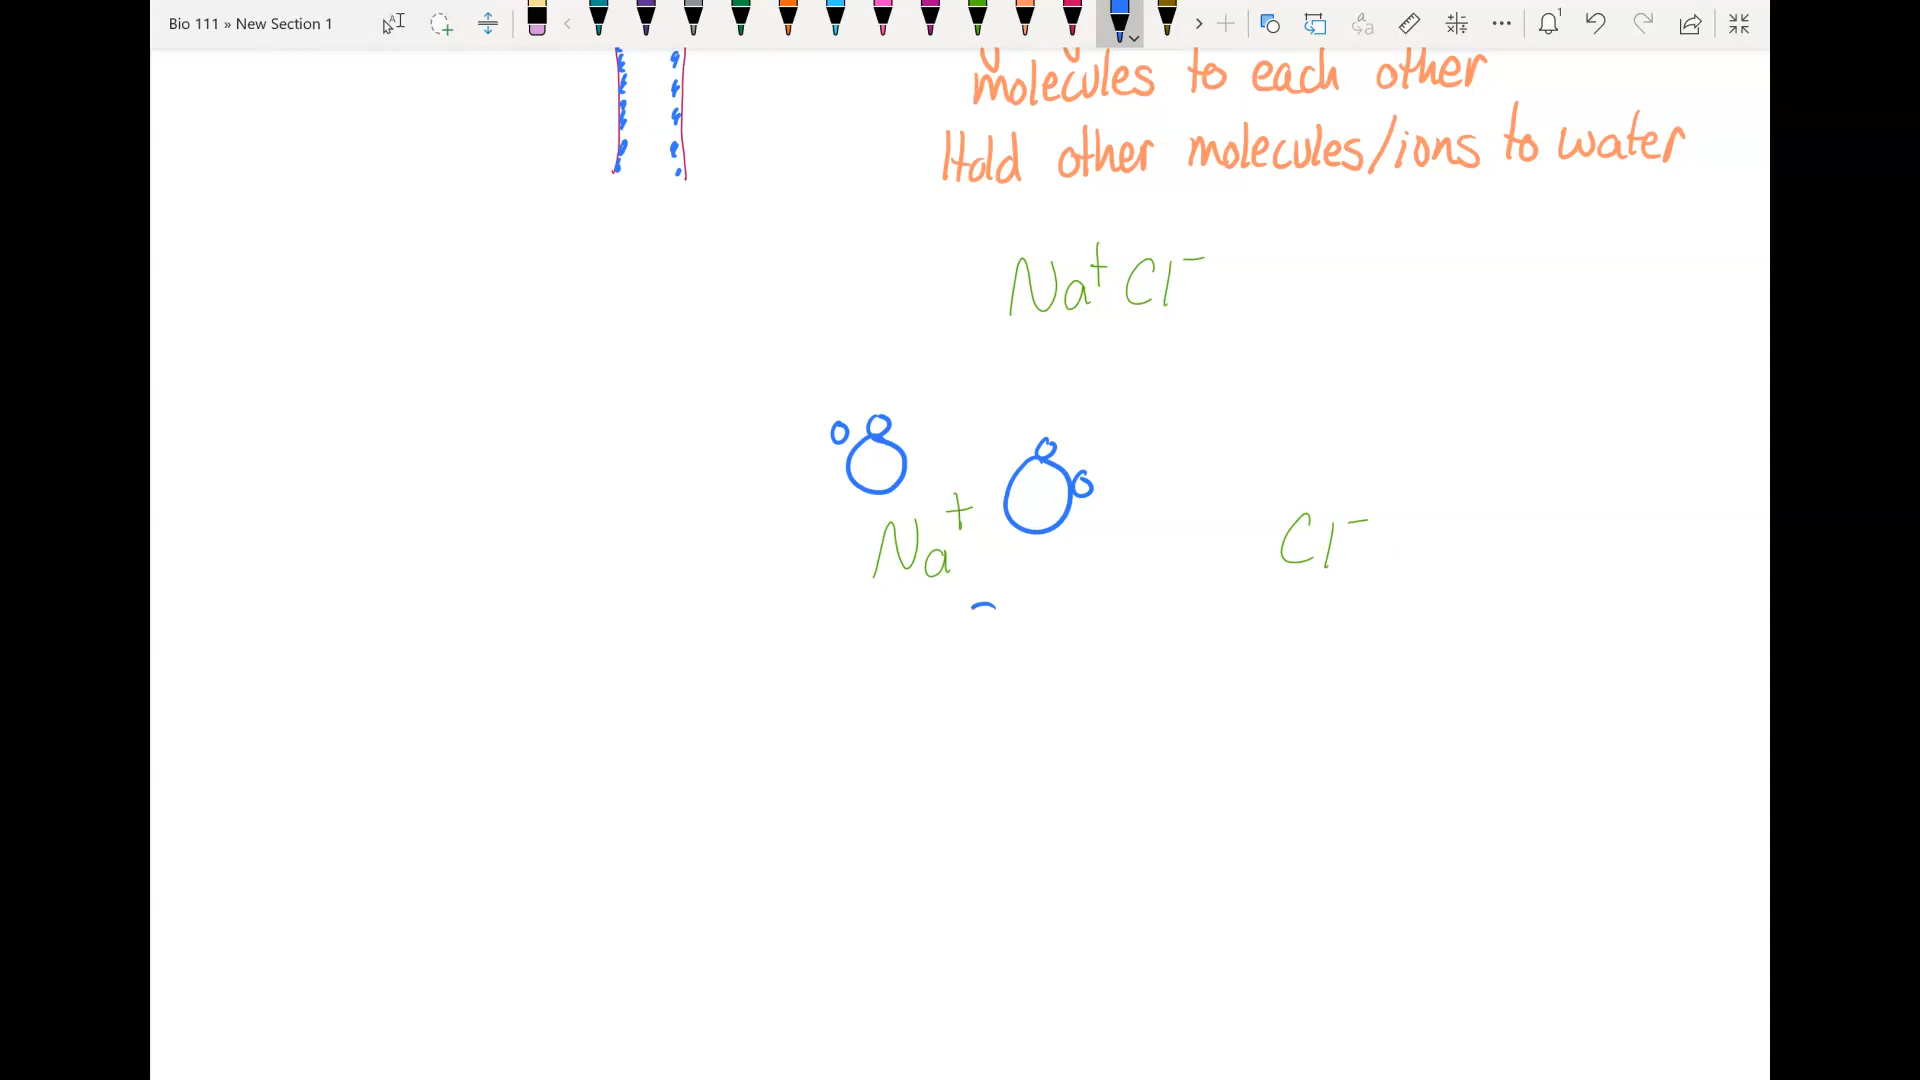 Bio 111 » New Section 1
molecules to each other
Hold other molecules/ions to water
Na⁺ Cl⁻
Na⁺
Cl⁻